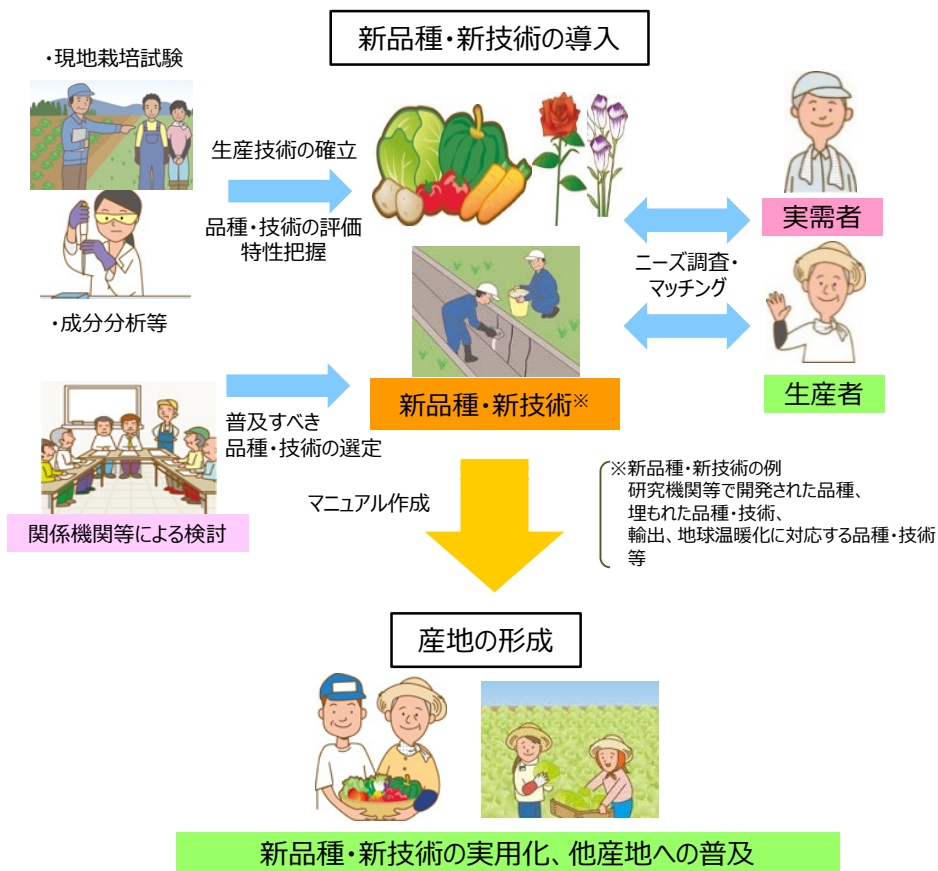 新品種・新技術の導入
・現地栽培試験
生産技術の確立
品種・技術の評価
特性把握
・成分分析等
実需者
ニーズ調査・
マッチング
生産者
新品種・新技術※
普及すべき
品種・技術の選定
関係機関等による検討
マニュアル作成
※新品種・新技術の例
研究機関等で開発された品種、
埋もれた品種・技術、
輸出、地球温暖化に対応する品種・技術
等
産地の形成
新品種・新技術の実用化、他産地への普及